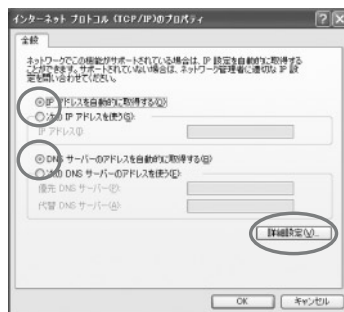 インターネット プロトコル (TCP/IP)のプロパティ
全般
ネットワークでこの機能がサポートされている場合は、IP 設定を自動的に取得する
ことができます。サポートされていない場合は、ネットワーク管理者に適切な IP 設
定を問い合わせてください。
IP アドレスを自動的に取得する(O)
次の IP アドレスを使う(S):
IP アドレス(I):
DNS サーバーのアドレスを自動的に取得する(B)
次の DNS サーバーのアドレスを使う(E):
優先 DNS サーバー(P):
代替 DNS サーバー(A):
詳細設定(V)...
OK
キャンセル